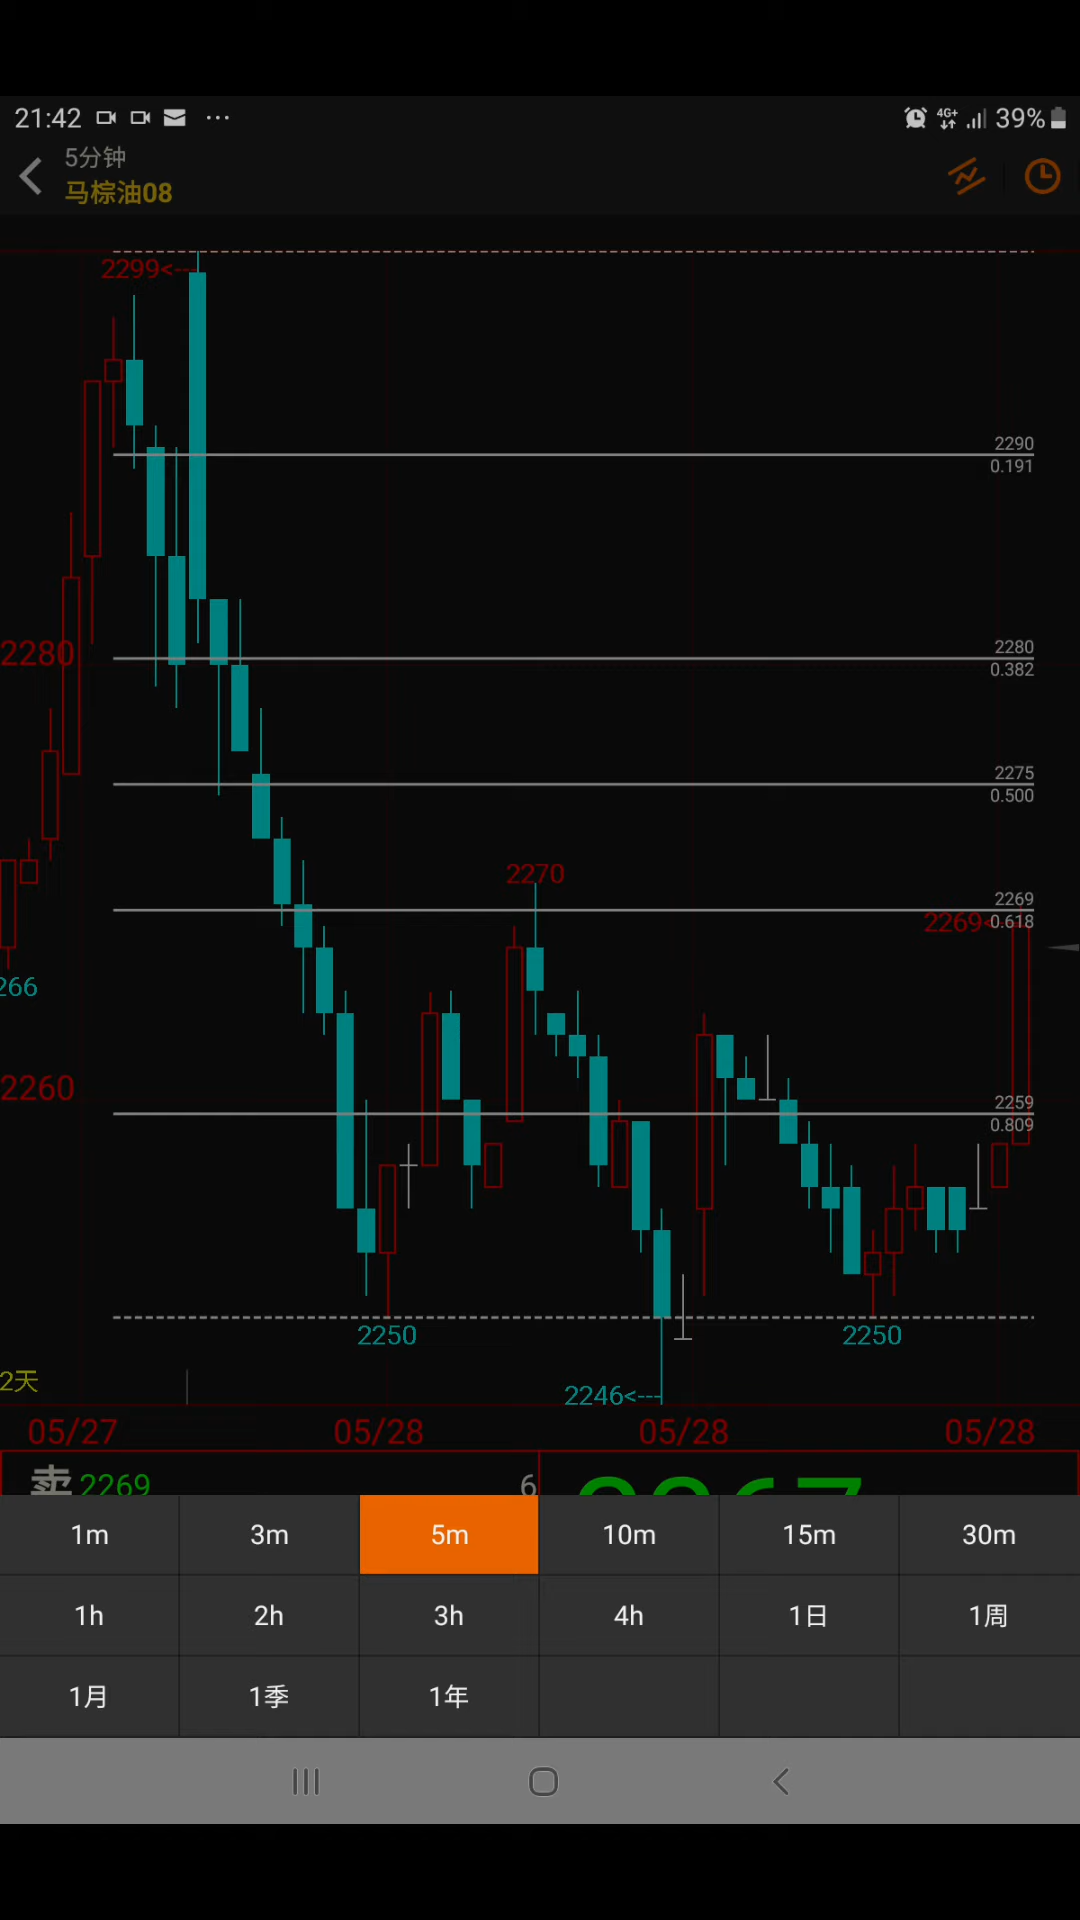 21:42 ··· 4G+ 39%
5分钟
马棕油08
2299<---
2290
0.191
2280
2280
0.382
2275
0.500
2270
2269
2269<
0.618
266
2260
2259
0.809
2250
2250
2天
2246<---
05/27 05/28 05/28 05/28
卖 2269 6 2267
1m 3m 5m 10m 15m 30m
1h 2h 3h 4h 1日 1周
1月 1季 1年